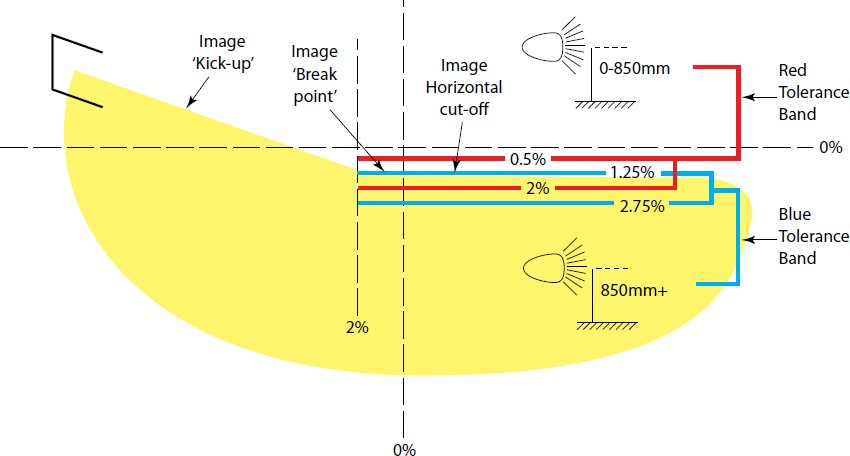 Image
'Kick-up'
Image
'Break
point'
Image
Horizontal
cut-off
0-850mm
Red
Tolerance
Band
0%
0.5%
1.25%
2%
2.75%
Blue
Tolerance
Band
850mm+
2%
0%